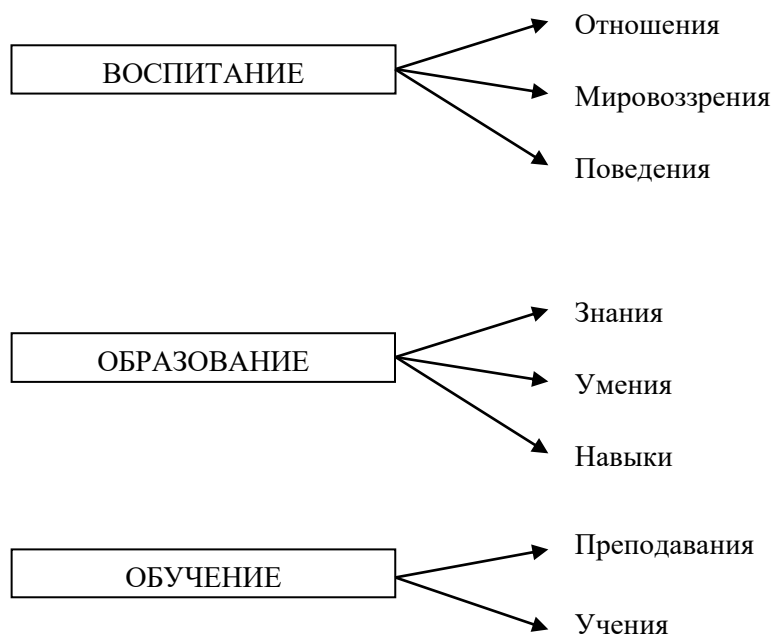 Отношения
ВОСПИТАНИЕ
Мировоззрения
Поведения
Знания
ОБРАЗОВАНИЕ
Умения
Навыки
Преподавания
ОБУЧЕНИЕ
Учения